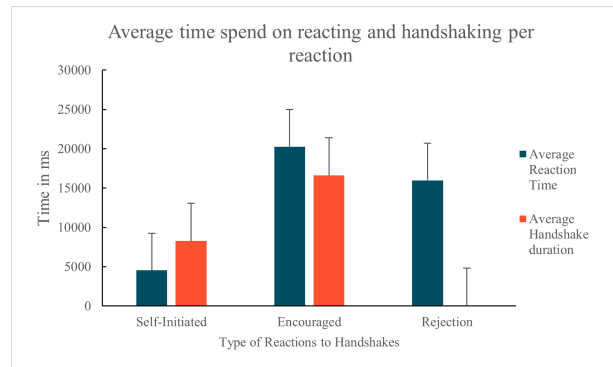 Average time spend on reacting and handshaking per
reaction
30000
25000
20000
15000
10000
5000
0
Time in ms
Self-Initiated
Encouraged
Rejection
Type of Reactions to Handshakes
Average
Reaction
Time
Average
Handshake
duration